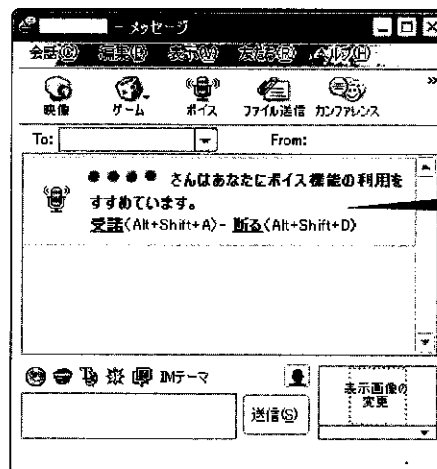 - メッセージ
会話(C) 編集(E) 表示(V) 友だち(R) ヘルプ(H)
映像 ゲーム ボイス ファイル送信 カンファレンス »
To: From:
●●●● さんはあなたにボイス機能の利用を
すすめています。
受諾(Alt+Shift+A)- 断る(Alt+Shift+D)
IMテーマ
送信(S)
表示画像の
変更